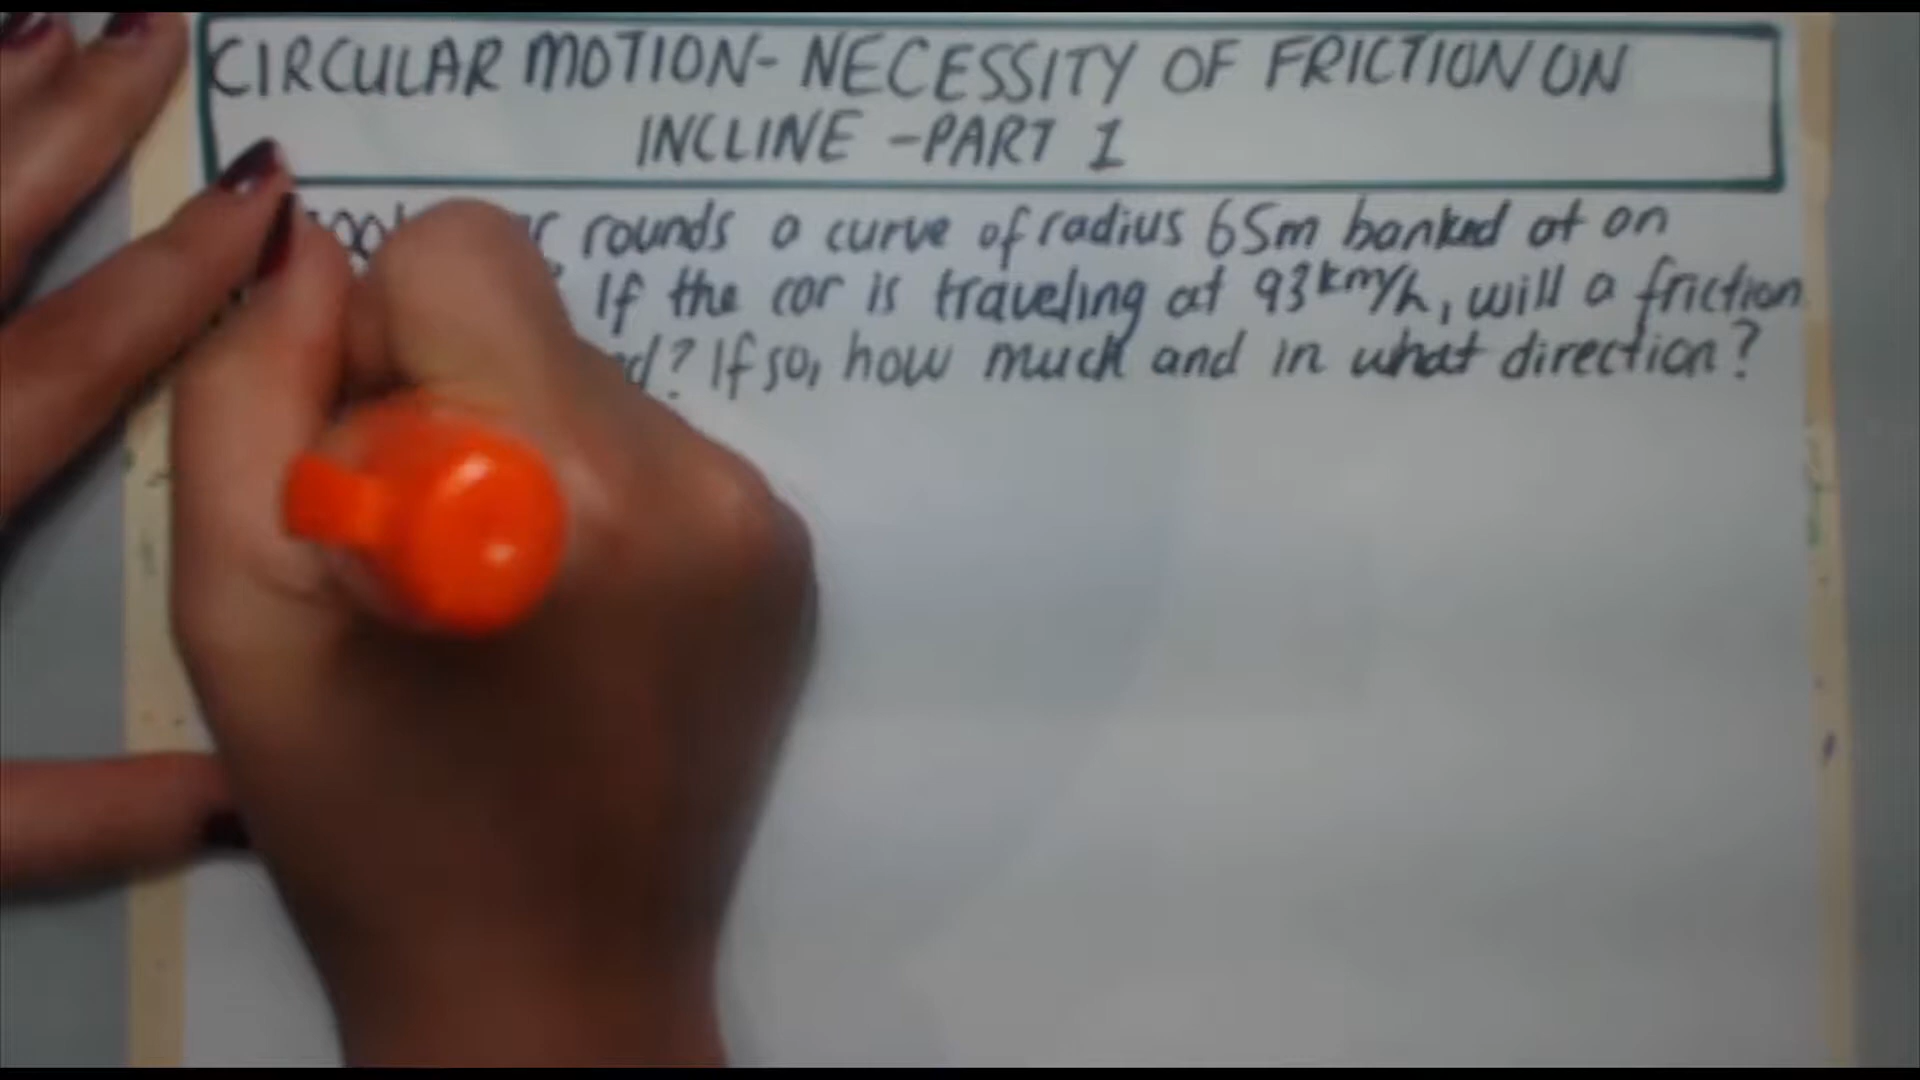 CIRCULAR MOTION- NECESSITY OF FRICTION ON
INCLINE -PART 1
rounds a curve of radius 65m banked at an
If the car is traveling at 93km/h, will a friction
? If so, how much and in what direction?